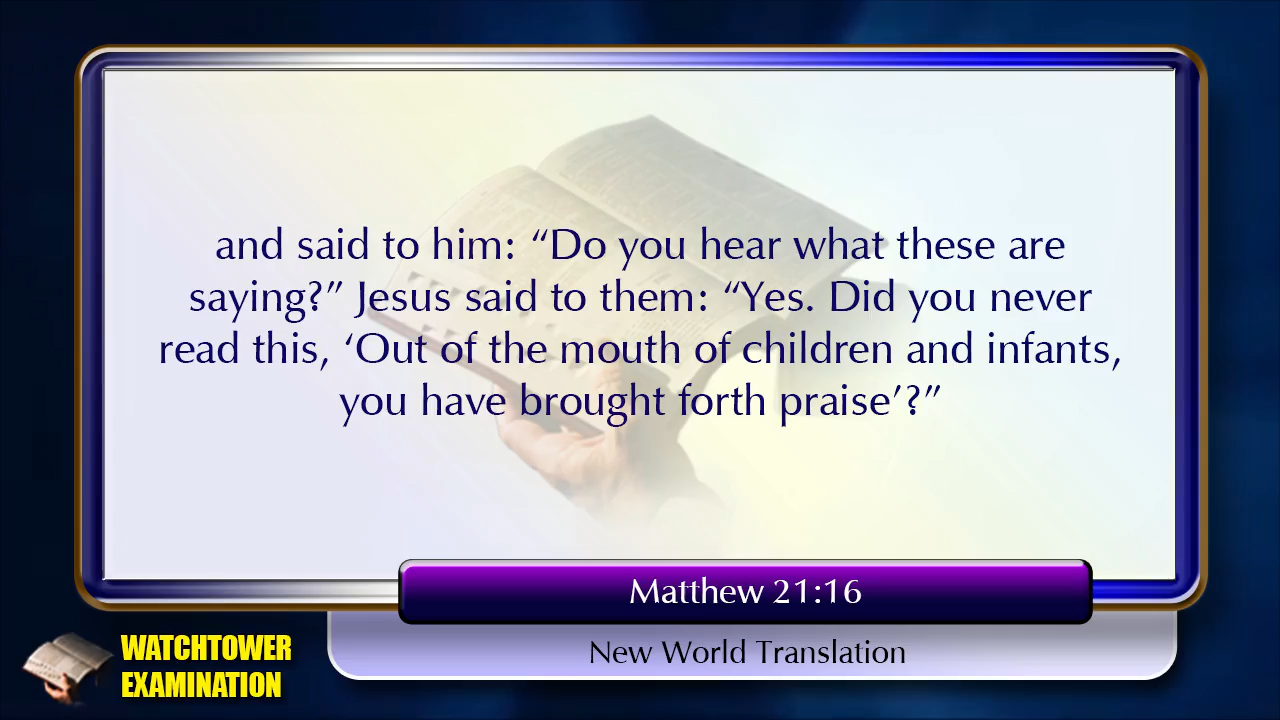 and said to him: “Do you hear what these are
saying?” Jesus said to them: “Yes. Did you never
read this, ‘Out of the mouth of children and infants,
you have brought forth praise’?”
Matthew 21:16
New World Translation
WATCHTOWER
EXAMINATION